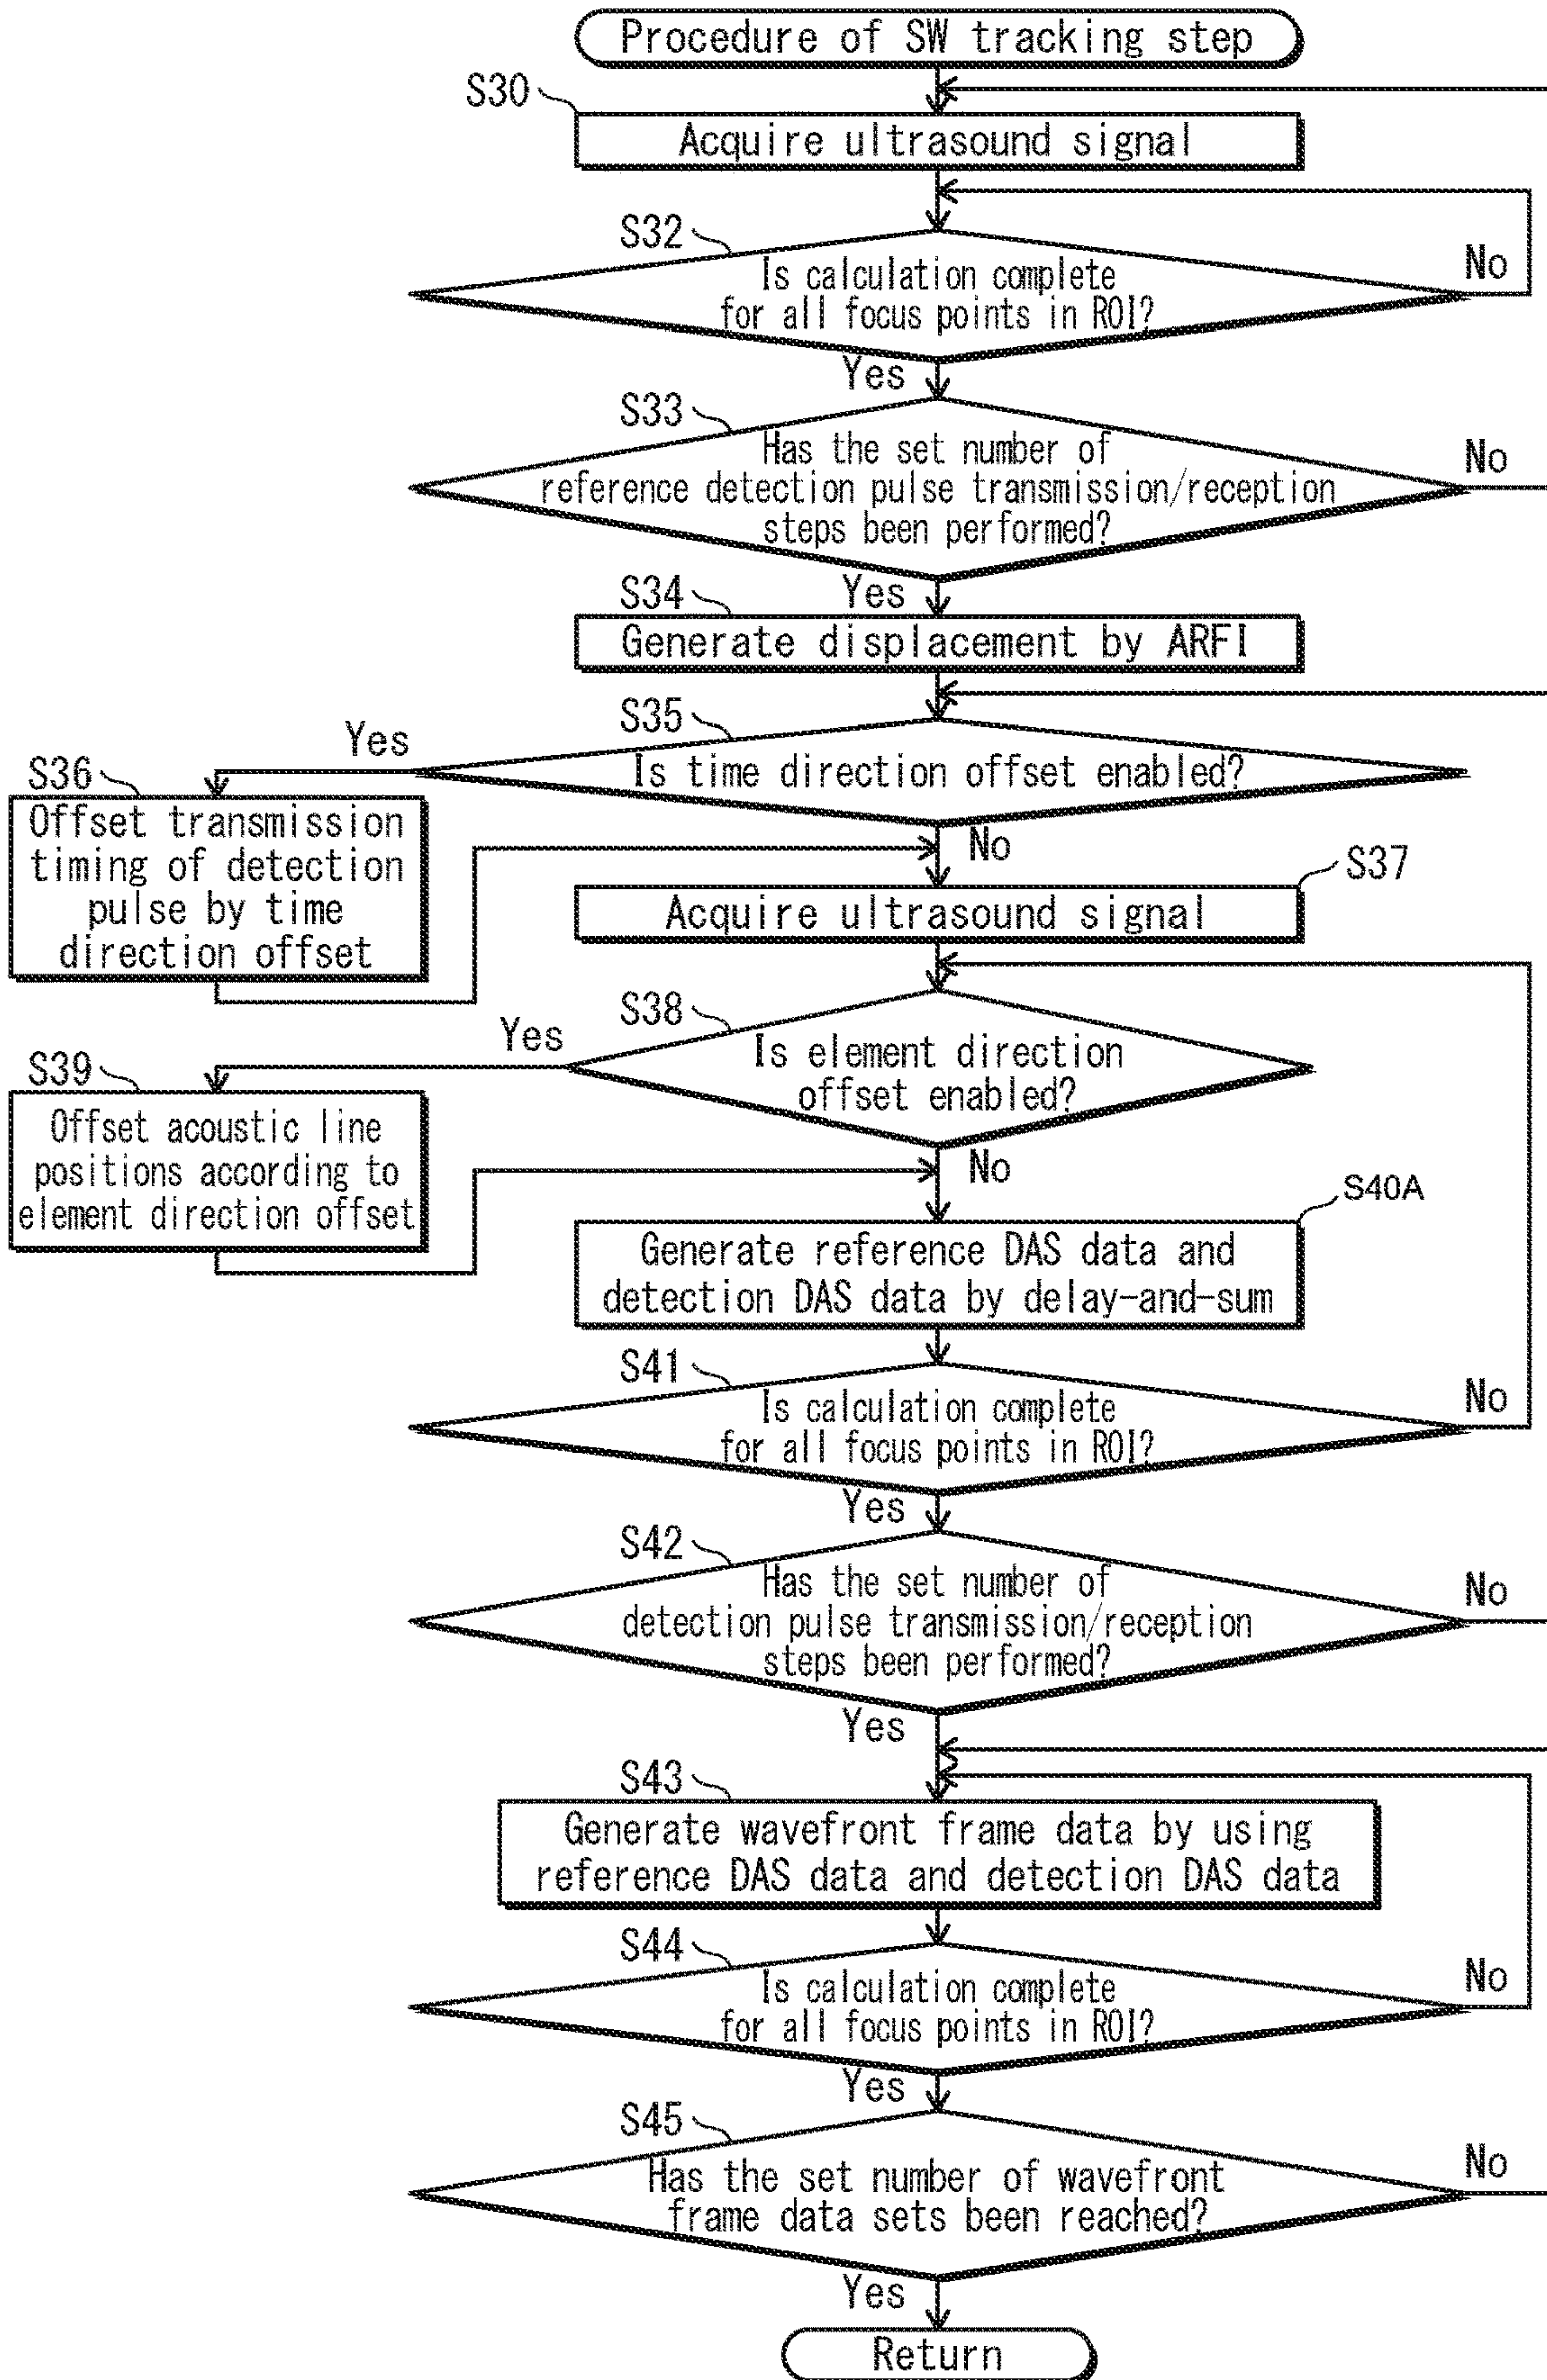 Procedure of SW tracking step
S30
Acquire ultrasound signal
S32
Is calculation complete
for all focus points in ROI?
No
Yes
S33
Has the set number of
reference detection pulse transmission/reception
steps been performed?
No
Yes
S34
Generate displacement by ARFI
S35
Is time direction offset enabled?
Yes
No
S36
Offset transmission
timing of detection
pulse by time
direction offset
S37
Acquire ultrasound signal
S38
Is element direction
offset enabled?
Yes
No
S39
Offset acoustic line
positions according to
element direction offset
S40A
Generate reference DAS data and
detection DAS data by delay-and-sum
S41
Is calculation complete
for all focus points in ROI?
No
Yes
S42
Has the set number of
detection pulse transmission/reception
steps been performed?
No
Yes
S43
Generate wavefront frame data by using
reference DAS data and detection DAS data
S44
Is calculation complete
for all focus points in ROI?
No
Yes
S45
Has the set number of wavefront
frame data sets been reached?
No
Yes
Return